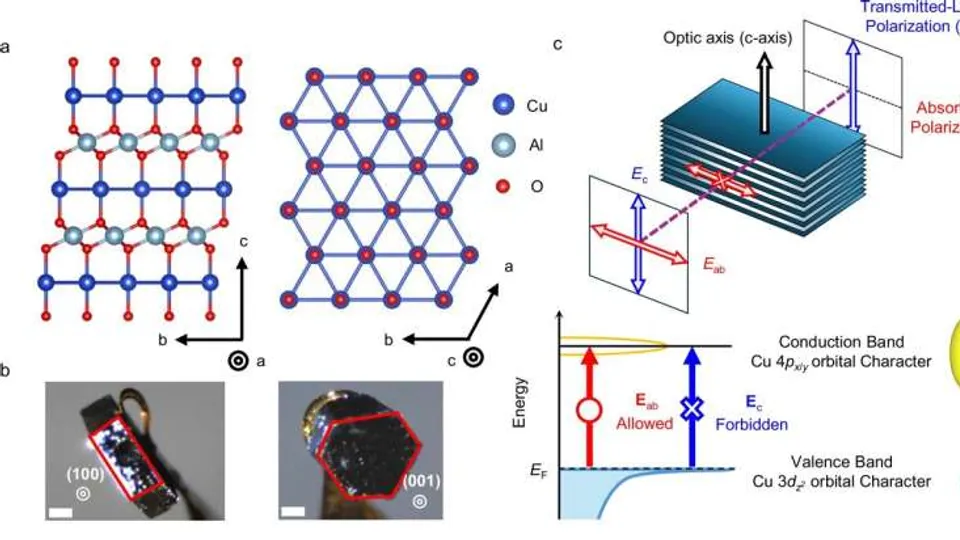 a
Cu
Al
O
c
b
a
a
b
c
b
(100)
(001)
c
Transmitted-L
Polarization (
Optic axis (c-axis)
Absor
Polariz
Ec
Eab
Energy
EF
Eab
Allowed
Ec
Forbidden
Conduction Band
Cu 4px/y orbital Character
Valence Band
Cu 3dz² orbital Character